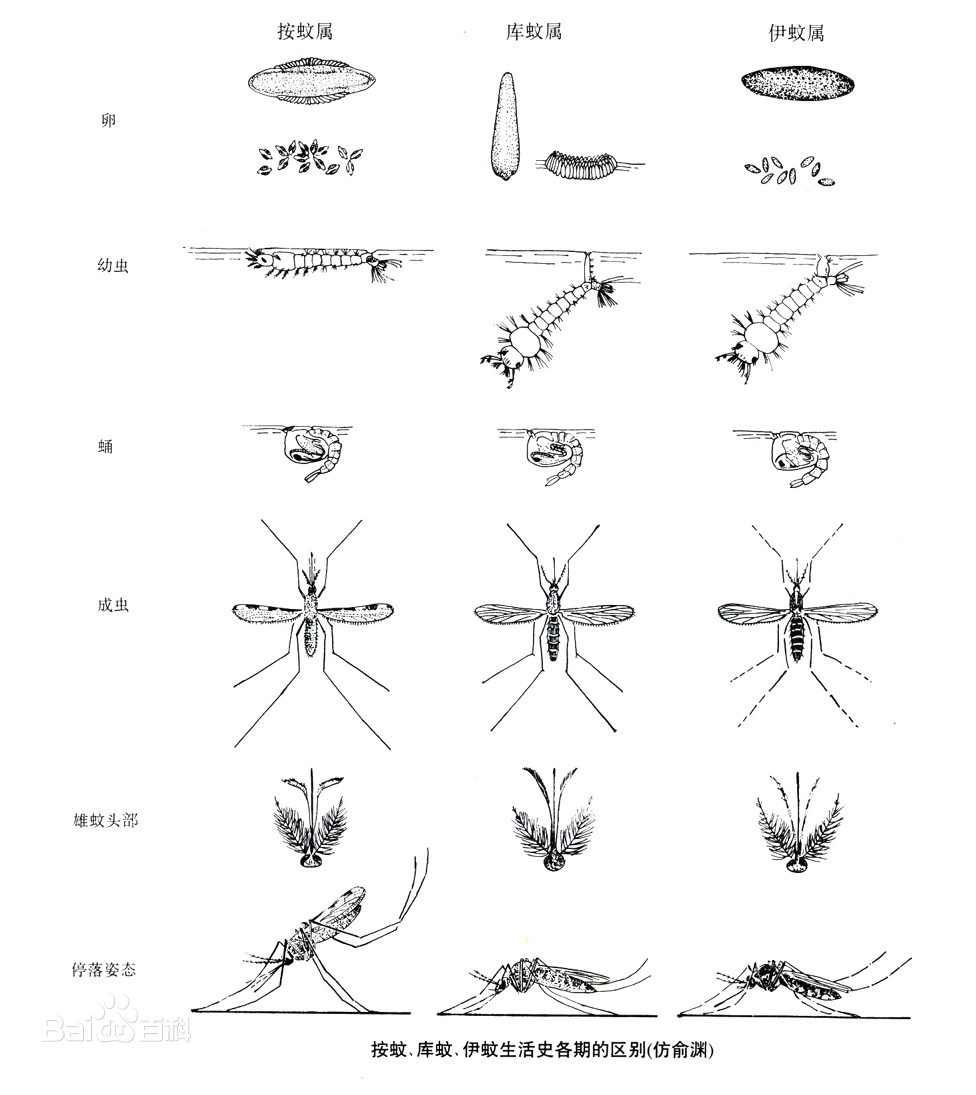 按蚊属 库蚊属 伊蚊属
卵
幼虫
蛹
成虫
雄蚊头部
停落姿态
Baidu百科
按蚊、库蚊、伊蚊生活史各期的区别(仿俞渊)